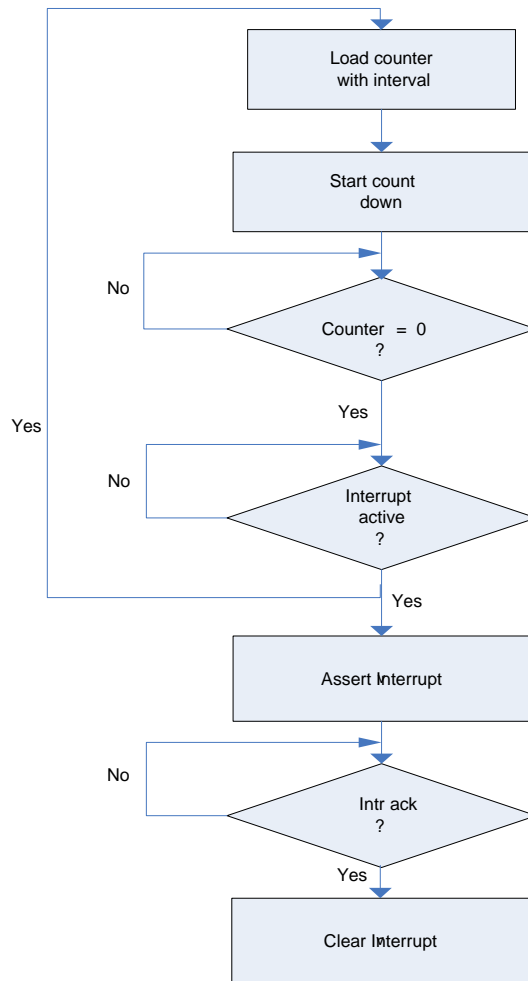 Load counter
with interval
Start count
down
No
Counter = 0
?
Yes
Yes
No
Interrupt
active
?
Yes
Assert Interrupt
No
Intr ack
?
Yes
Clear Interrupt